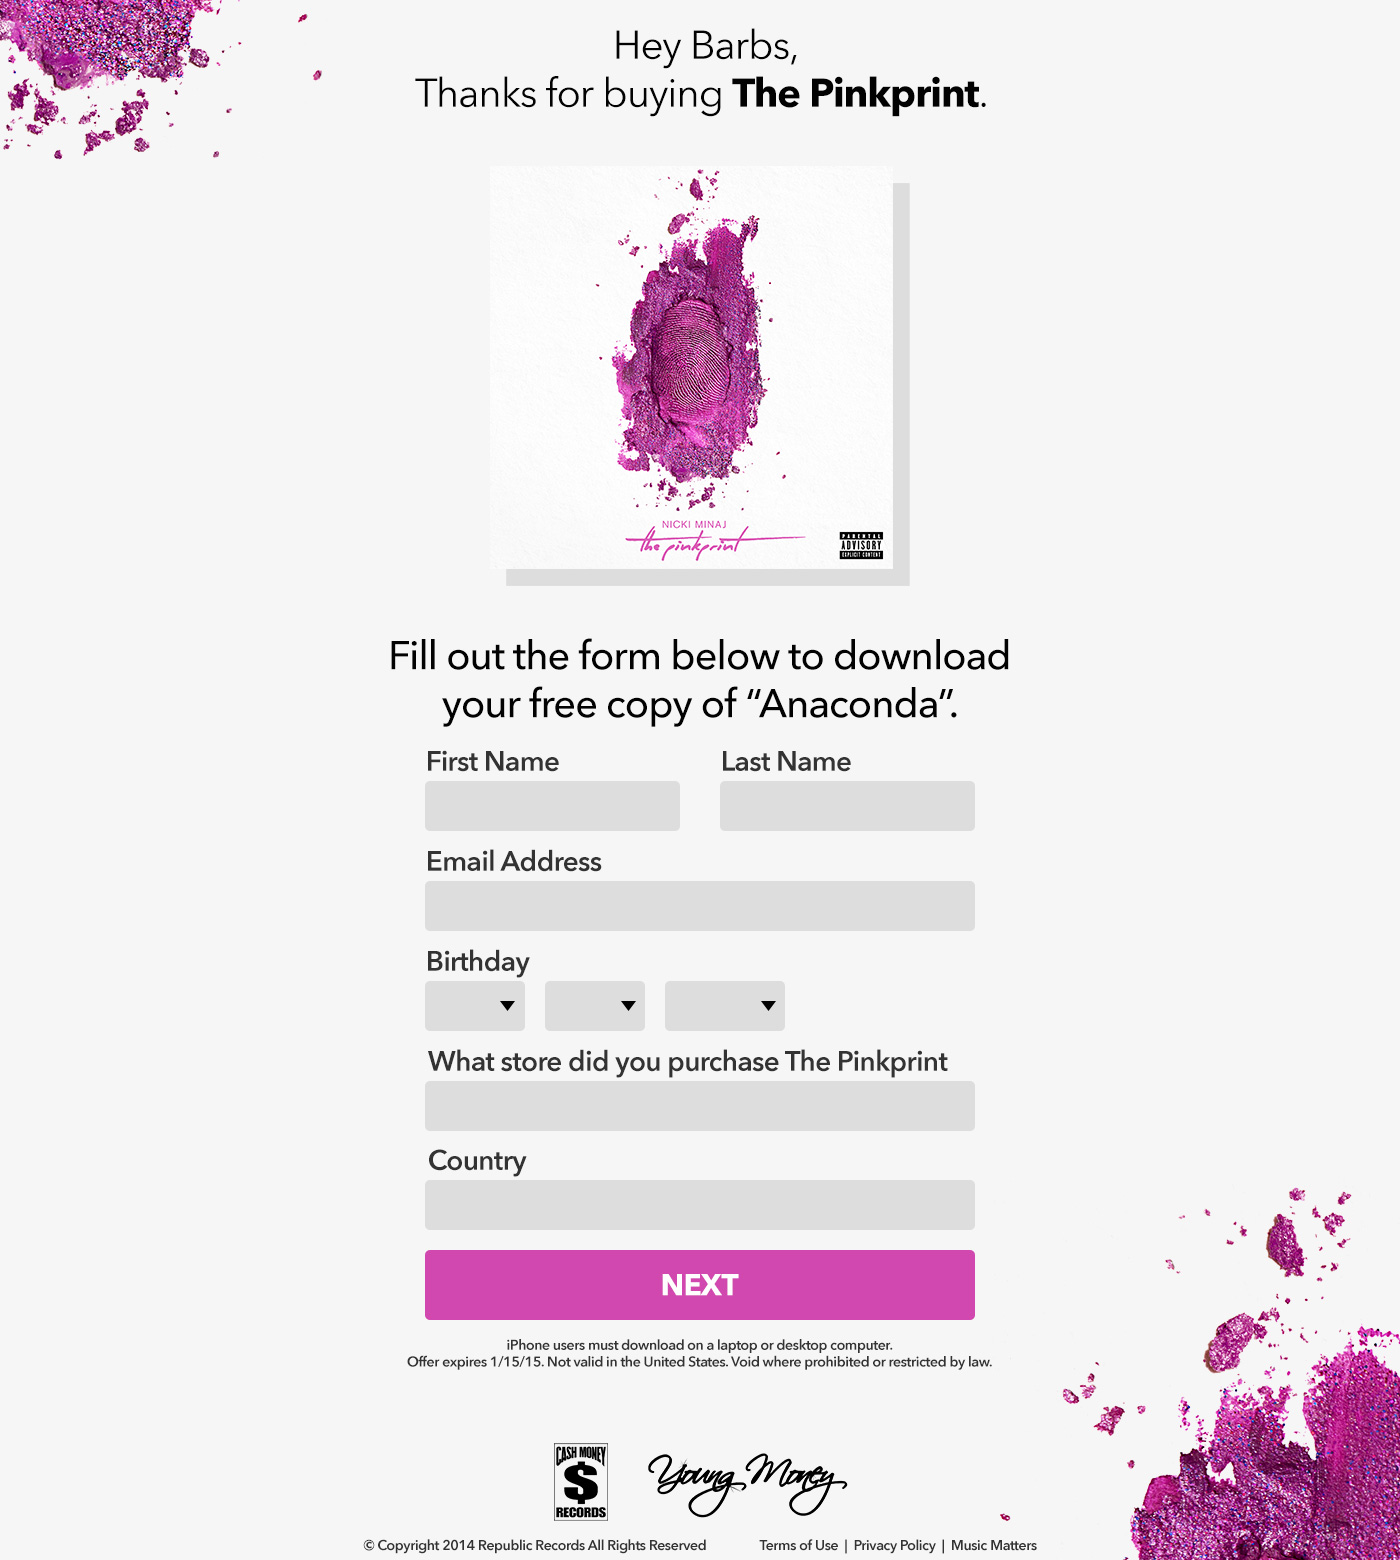 Hey Barbs,
Thanks for buying The Pinkprint.
NICKI MINAJ
the pinkprint
PARENTAL
ADVISORY
EXPLICIT CONTENT
Fill out the form below to download
your free copy of “Anaconda”.
First Name
Last Name
Email Address
Birthday
What store did you purchase The Pinkprint
Country
NEXT
iPhone users must download on a laptop or desktop computer.
Offer expires 1/15/15. Not valid in the United States. Void where prohibited or restricted by law.
CASH MONEY
$
RECORDS
Young Money
© Copyright 2014 Republic Records All Rights Reserved
Terms of Use | Privacy Policy | Music Matters